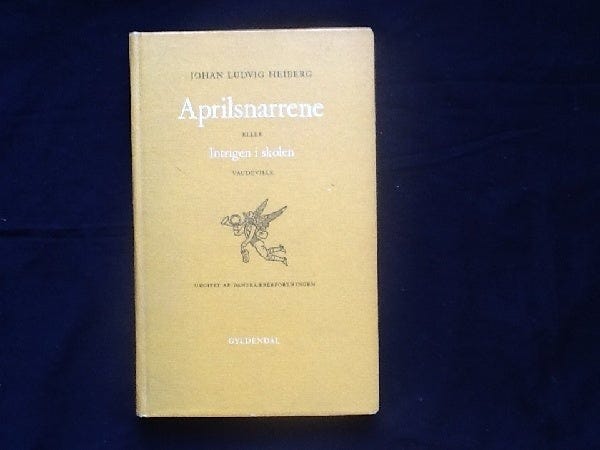 JOHAN LUDVIG HEIBERG
Aprilsnarrene
ELLER
Intrigen i skolen
VAUDEVILLE
UDGIVET AF DANSKLÆRERFORENINGEN
GYLDENDAL